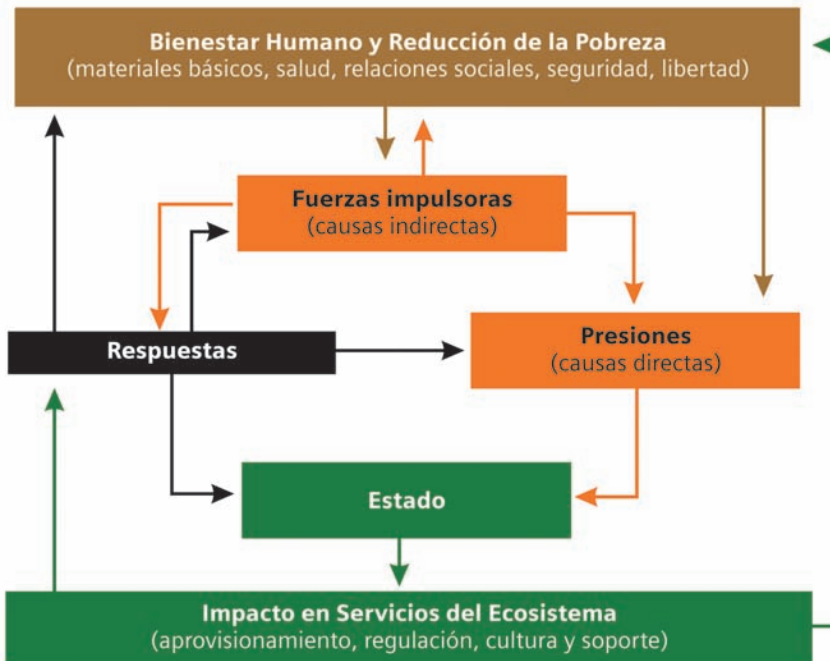 Bienestar Humano y Reducción de la Pobreza
(materiales básicos, salud, relaciones sociales, seguridad, libertad)
Fuerzas impulsoras
(causas indirectas)
Respuestas
Presiones
(causas directas)
Estado
Impacto en Servicios del Ecosistema
(aprovisionamiento, regulación, cultura y soporte)